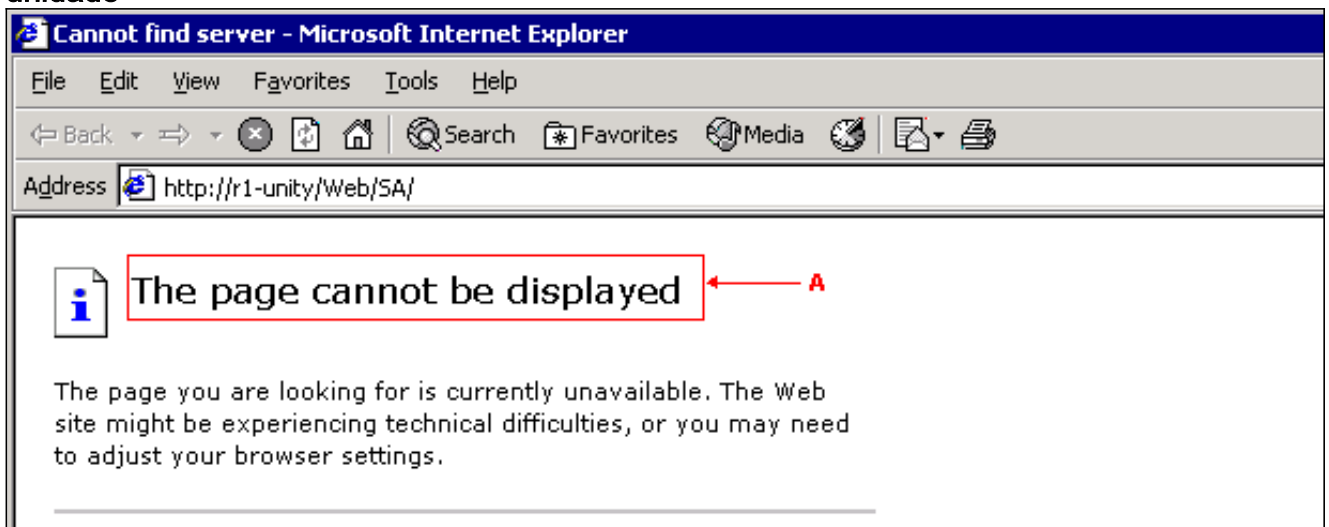 unidade
Cannot find server - Microsoft Internet Explorer
File Edit View Favorites Tools Help
Back Search Favorites Media
Address http://r1-unity/Web/SA/
The page cannot be displayed
A
The page you are looking for is currently unavailable. The Web
site might be experiencing technical difficulties, or you may need
to adjust your browser settings.